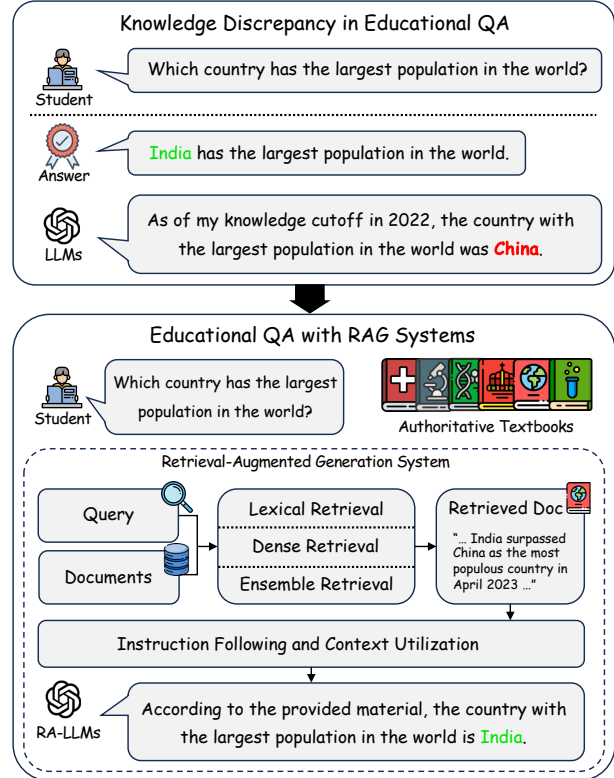 Knowledge Discrepancy in Educational QA
Which country has the largest population in the world?
Student
India has the largest population in the world.
Answer
As of my knowledge cutoff in 2022, the country with
the largest population in the world was China.
LLMs
Educational QA with RAG Systems
Which country has the largest
population in the world?
Student
Authoritative Textbooks
Retrieval-Augmented Generation System
Query
Documents
Lexical Retrieval
Dense Retrieval
Ensemble Retrieval
Retrieved Doc
“… India surpassed
China as the most
populous country in
April 2023 …”
Instruction Following and Context Utilization
According to the provided material, the country with
the largest population in the world is India.
RA-LLMs